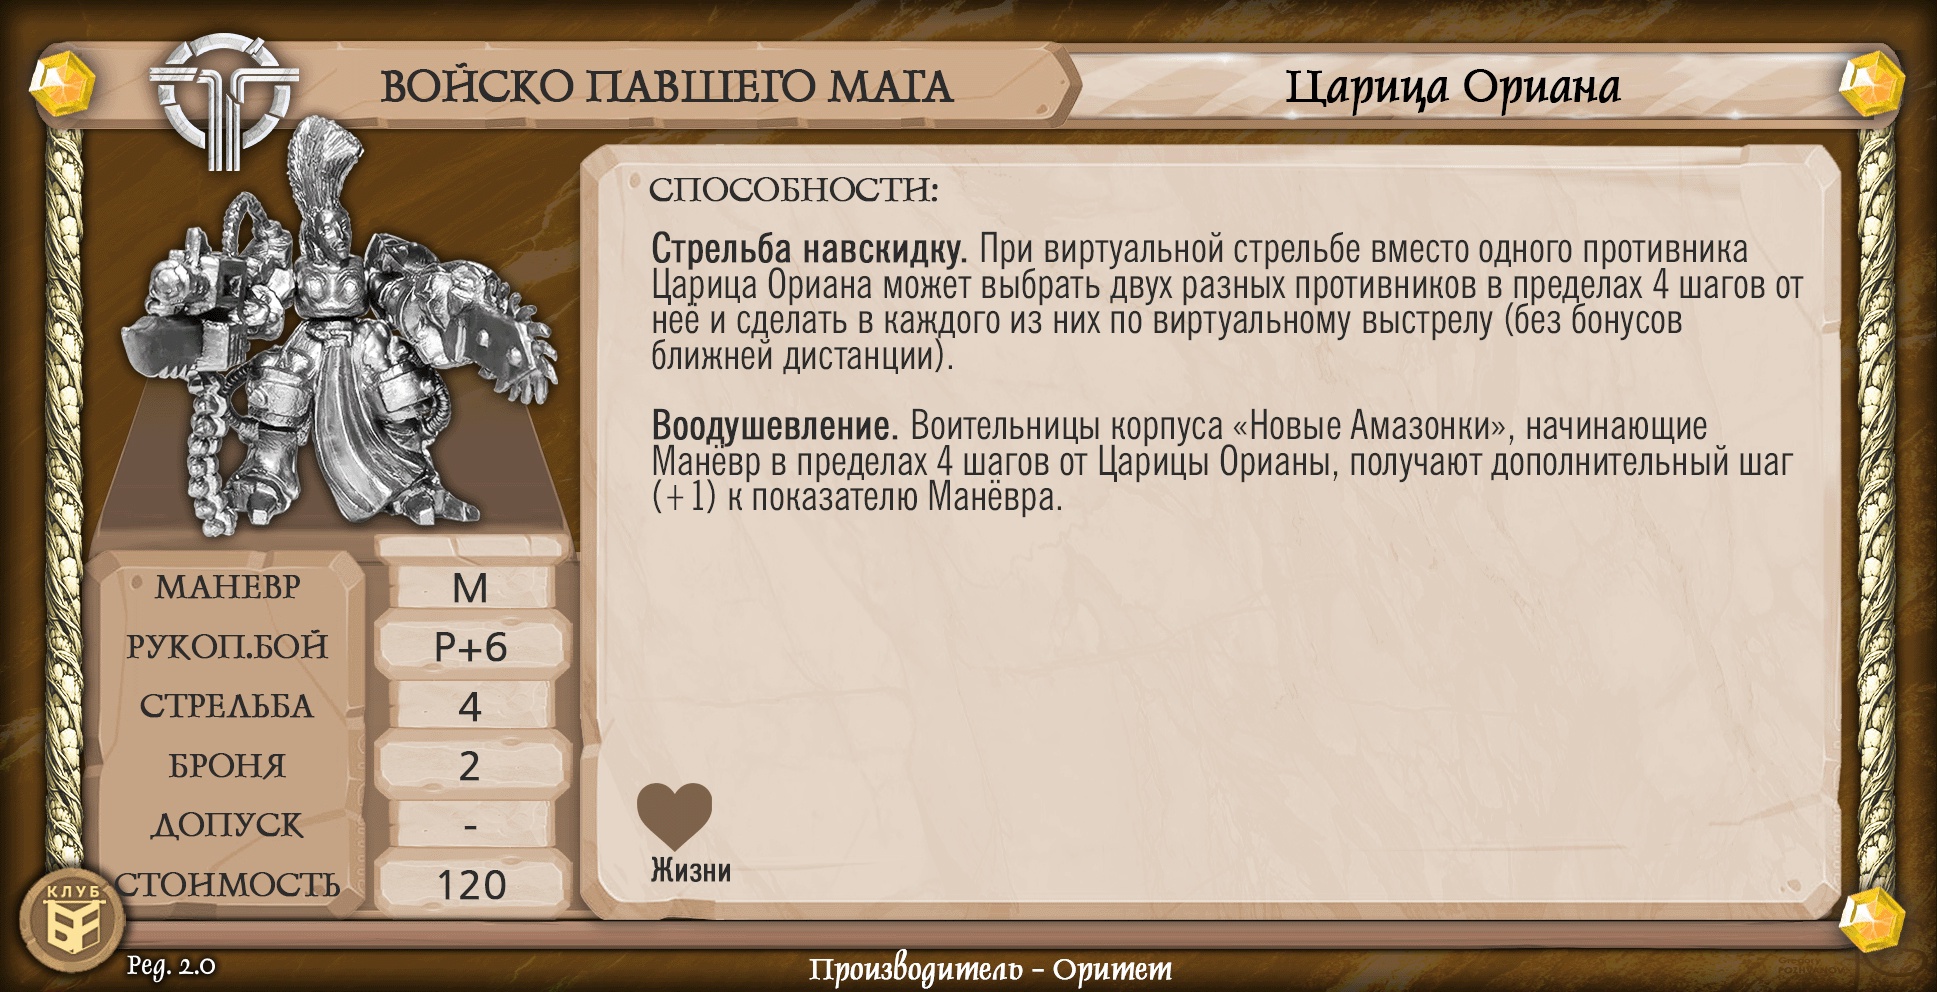 ВОЙСКО ПАВШЕГО МАГА
Царица Ориана
СПОСОБНОСТИ:
Стрельба навскидку. При виртуальной стрельбе вместо одного противника
Царица Ориана может выбрать двух разных противников в пределах 4 шагов от
неё и сделать в каждого из них по виртуальному выстрелу (без бонусов
ближней дистанции).
Воодушевление. Воительницы корпуса «Новые Амазонки», начинающие
Манёвр в пределах 4 шагов от Царицы Орианы, получают дополнительный шаг
(+1) к показателю Манёвра.
МАНЕВР М
РУКОП.БОЙ Р+6
СТРЕЛЬБА 4
БРОНЯ 2
ДОПУСК -
СТОИМОСТЬ 120
Жизни
КЛУБ
Ред. 2.0
Производитель - Оритет